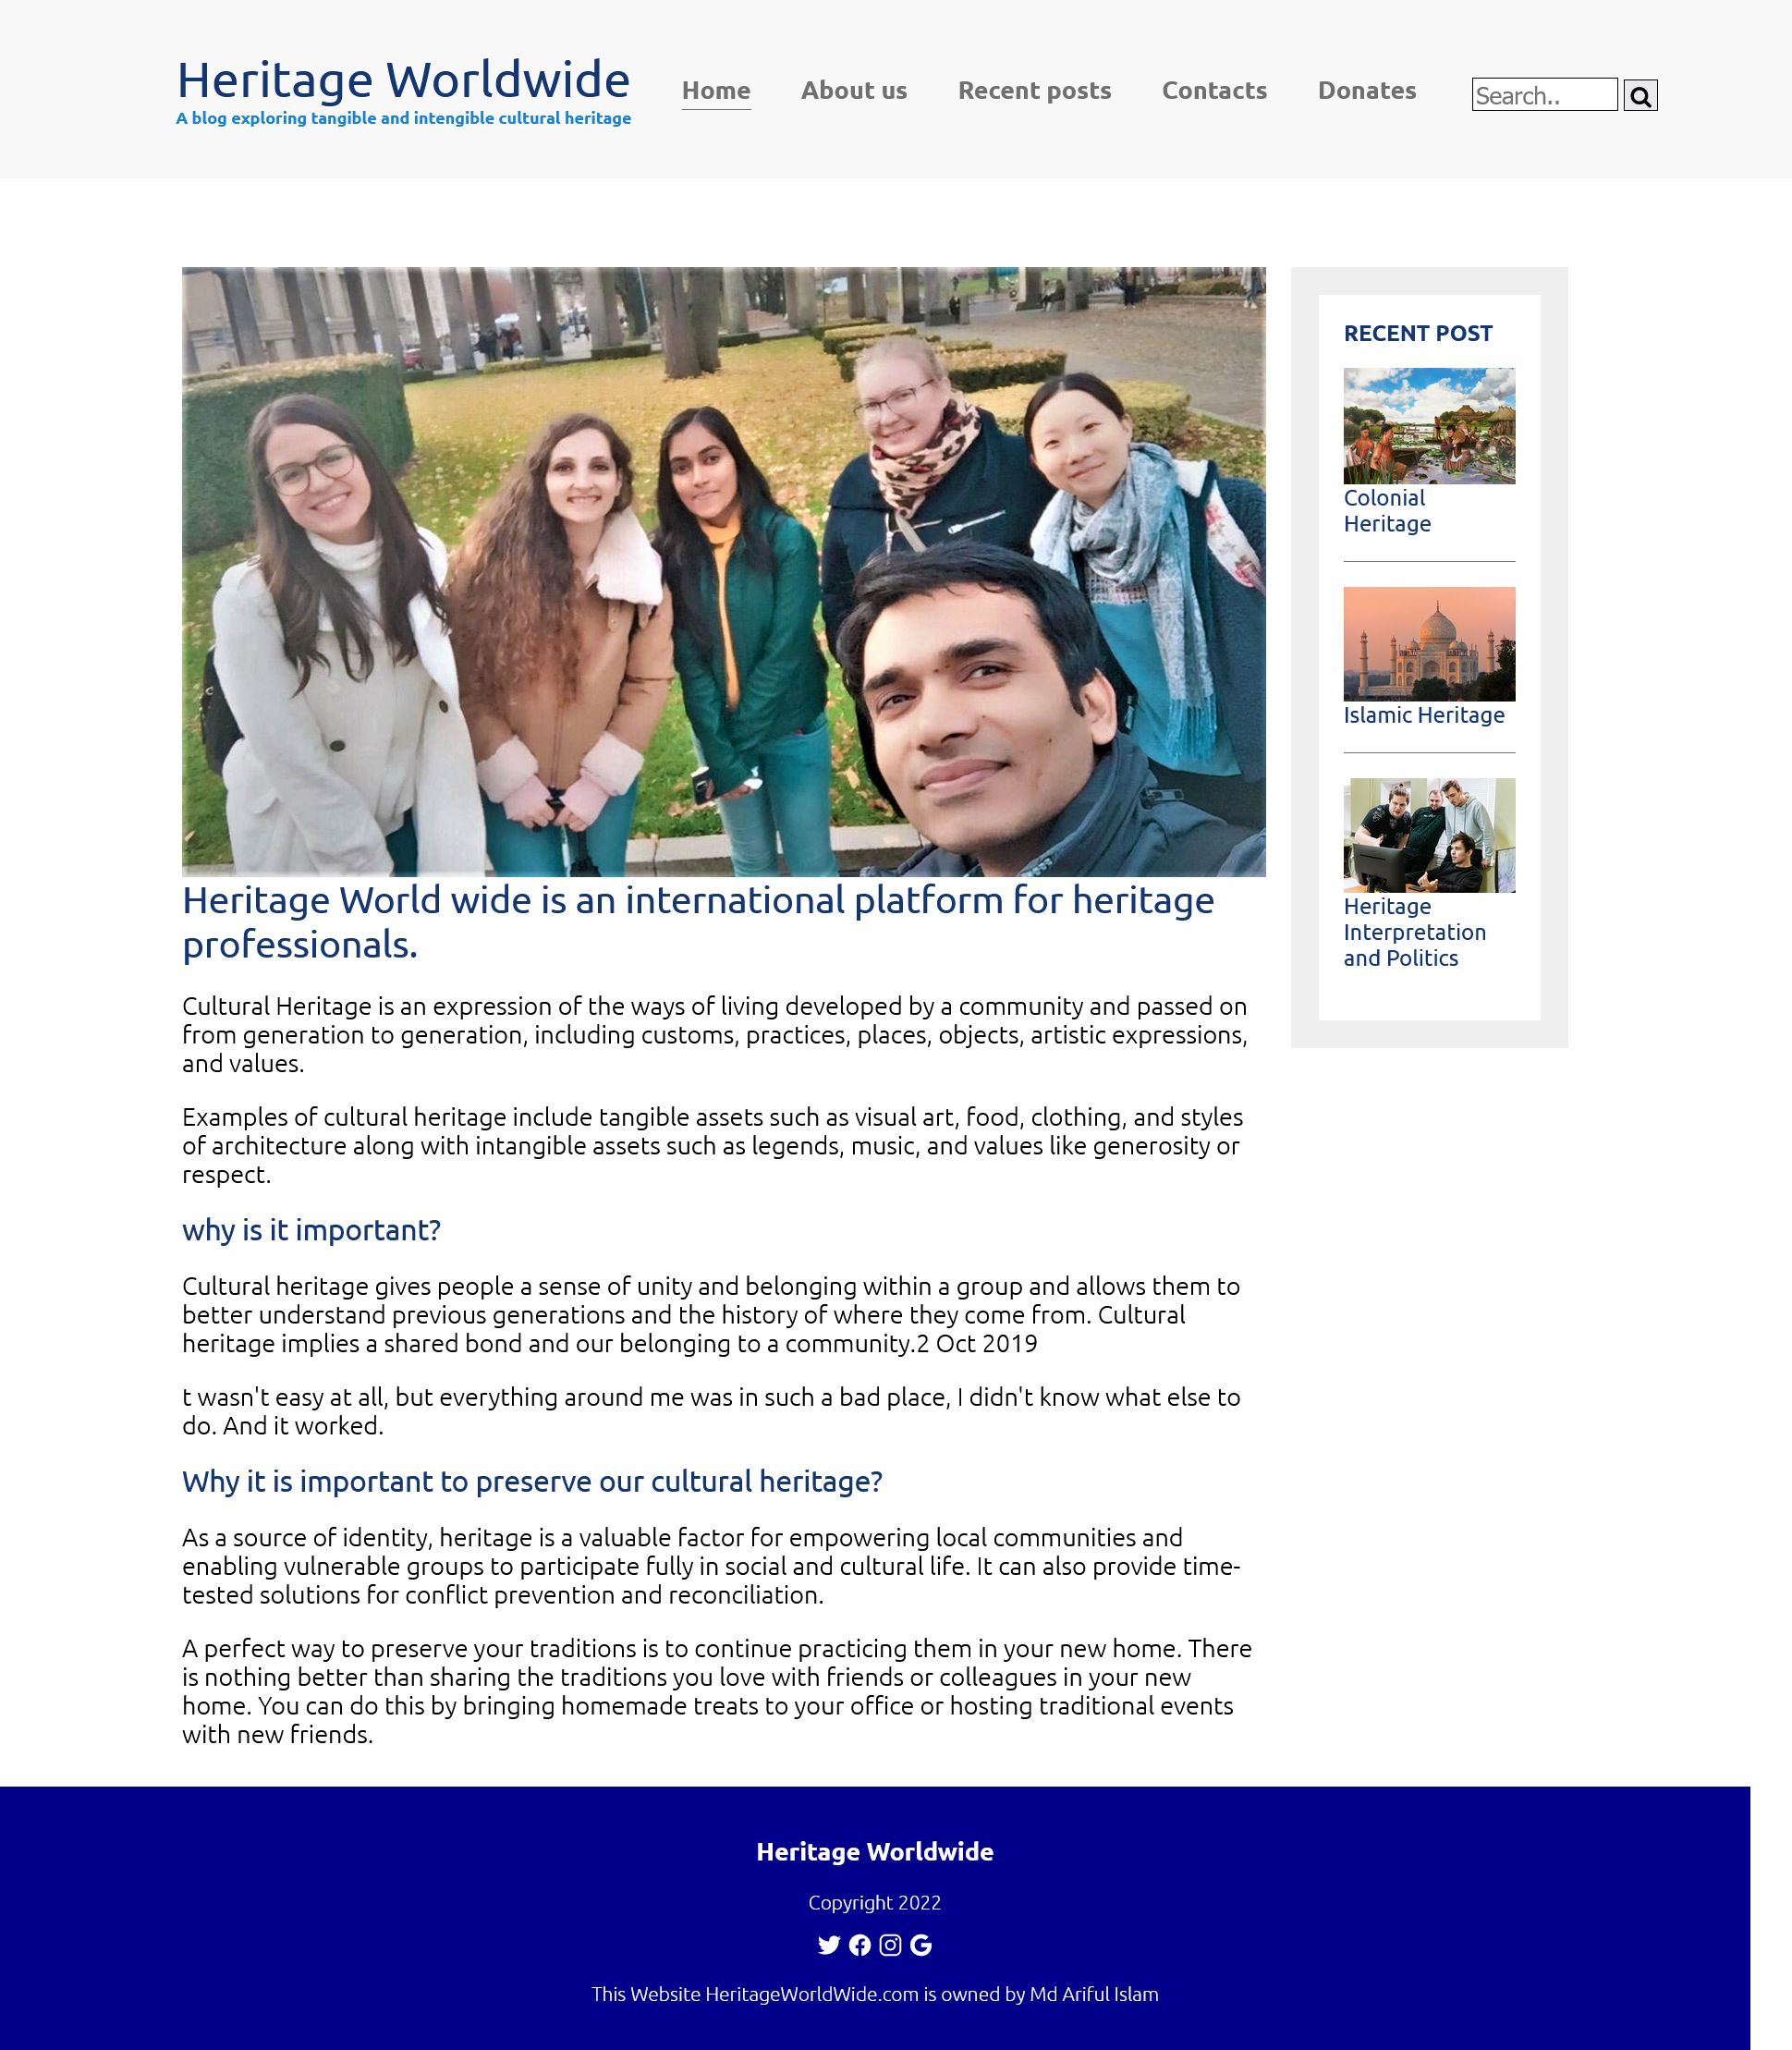 Heritage Worldwide
A blog exploring tangible and intengible cultural heritage
Home
About us
Recent posts
Contacts
Donates
Search..
Heritage World wide is an international platform for heritage
professionals.
Cultural Heritage is an expression of the ways of living developed by a community and passed on
from generation to generation, including customs, practices, places, objects, artistic expressions,
and values.
Examples of cultural heritage include tangible assets such as visual art, food, clothing, and styles
of architecture along with intangible assets such as legends, music, and values like generosity or
respect.
why is it important?
Cultural heritage gives people a sense of unity and belonging within a group and allows them to
better understand previous generations and the history of where they come from. Cultural
heritage implies a shared bond and our belonging to a community.2 Oct 2019
t wasn't easy at all, but everything around me was in such a bad place, I didn't know what else to
do. And it worked.
Why it is important to preserve our cultural heritage?
As a source of identity, heritage is a valuable factor for empowering local communities and
enabling vulnerable groups to participate fully in social and cultural life. It can also provide time-
tested solutions for conflict prevention and reconciliation.
A perfect way to preserve your traditions is to continue practicing them in your new home. There
is nothing better than sharing the traditions you love with friends or colleagues in your new
home. You can do this by bringing homemade treats to your office or hosting traditional events
with new friends.
RECENT POST
Colonial
Heritage
Islamic Heritage
Heritage
Interpretation
and Politics
Heritage Worldwide
Copyright 2022
This Website HeritageWorldWide.com is owned by Md Ariful Islam